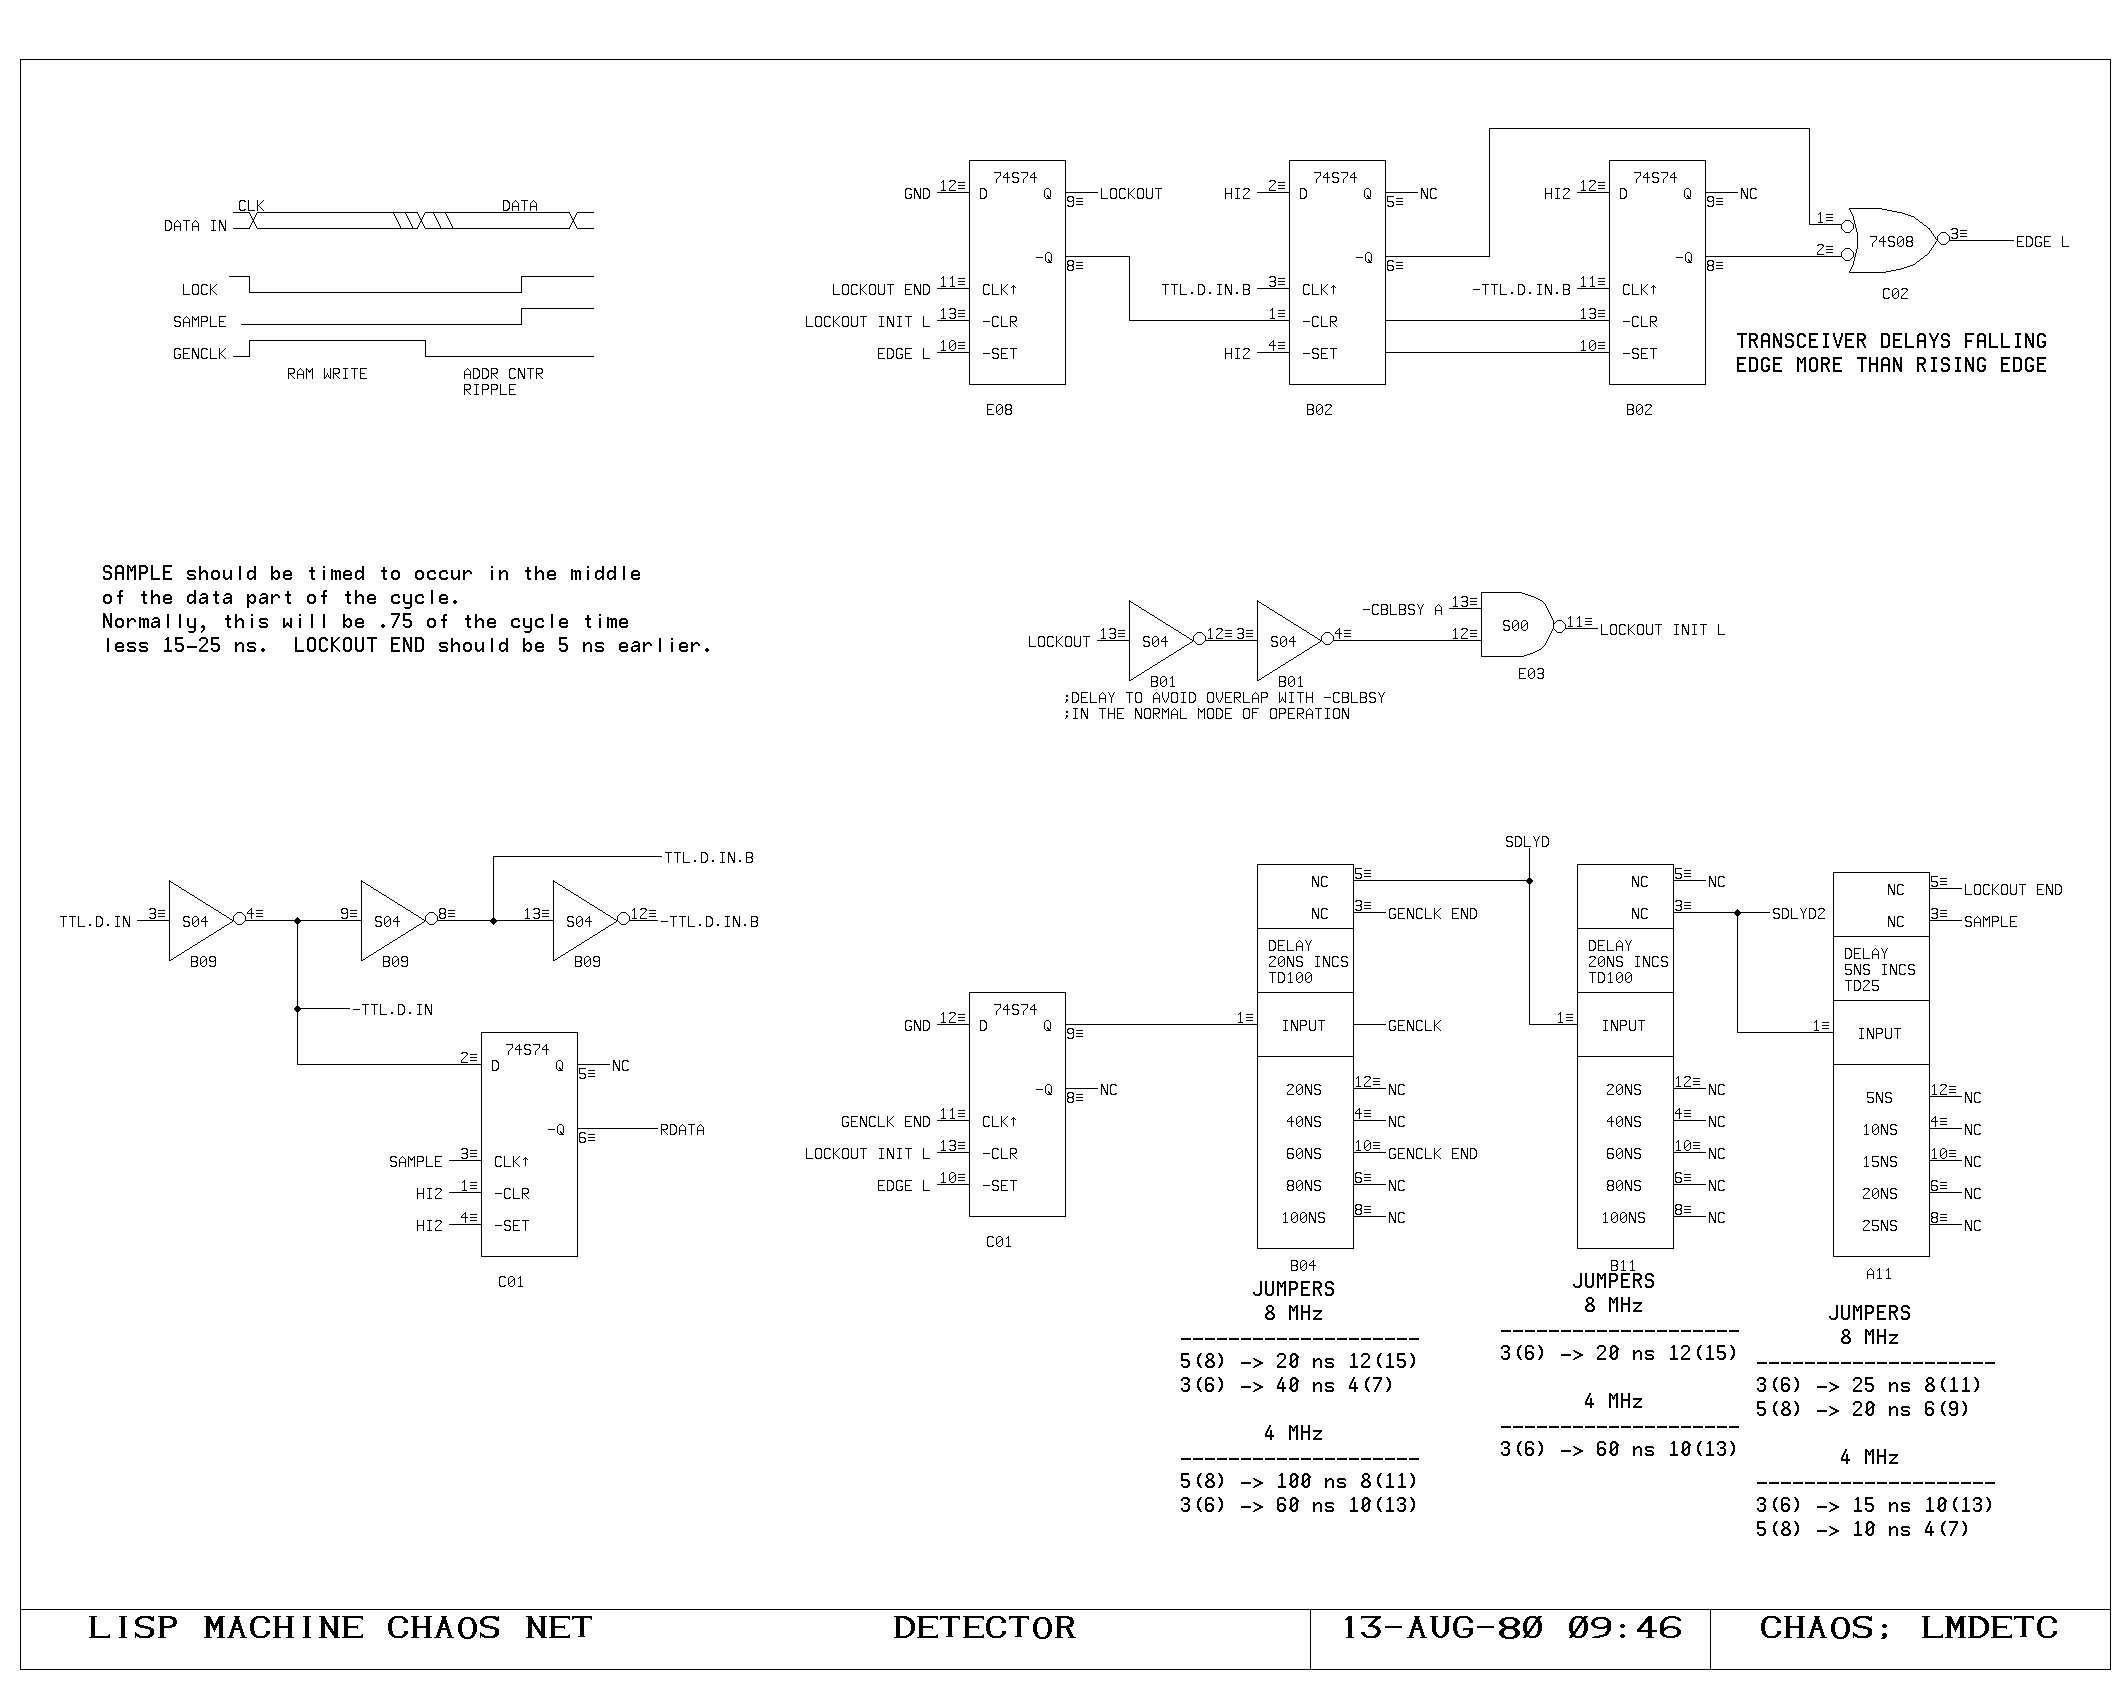 CLK
DATA
DATA IN
LOCK
SAMPLE
GENCLK
RAM WRITE
ADDR CNTR
RIPPLE
74S74
GND 12≡ D Q 9≡ LOCKOUT
-Q 8≡
LOCKOUT END 11≡ CLK↑
LOCKOUT INIT L 13≡ -CLR
EDGE L 10≡ -SET
E08
74S74
HI2 2≡ D Q 5≡ NC
-Q 6≡
TTL.D.IN.B 3≡ CLK↑
1≡ -CLR
HI2 4≡ -SET
B02
74S74
HI2 12≡ D Q 9≡ NC
-Q 8≡
-TTL.D.IN.B 11≡ CLK↑
13≡ -CLR
10≡ -SET
B02
1≡
2≡ 74S08 3≡ EDGE L
C02
TRANSCEIVER DELAYS FALLING
EDGE MORE THAN RISING EDGE
SAMPLE should be timed to occur in the middle
of the data part of the cycle.
Normally, this will be .75 of the cycle time
less 15-25 ns.  LOCKOUT END should be 5 ns earlier.
-CBLBSY A 13≡
LOCKOUT 13≡ S04 12≡ 3≡ S04 4≡ 12≡ S00 11≡ LOCKOUT INIT L
B01 B01 E03
;DELAY TO AVOID OVERLAP WITH -CBLBSY
;IN THE NORMAL MODE OF OPERATION
TTL.D.IN.B
TTL.D.IN 3≡ S04 4≡ 9≡ S04 8≡ 13≡ S04 12≡ -TTL.D.IN.B
B09 B09 B09
-TTL.D.IN
74S74
2≡ D Q 5≡ NC
-Q 6≡ RDATA
SAMPLE 3≡ CLK↑
HI2 1≡ -CLR
HI2 4≡ -SET
C01
74S74
GND 12≡ D Q 9≡
-Q 8≡ NC
GENCLK END 11≡ CLK↑
LOCKOUT INIT L 13≡ -CLR
EDGE L 10≡ -SET
C01
SDLYD
NC 5≡
NC 3≡ GENCLK END
DELAY
20NS INCS
TD100
1≡ INPUT GENCLK
20NS 12≡ NC
40NS 4≡ NC
60NS 10≡ GENCLK END
80NS 6≡ NC
100NS 8≡ NC
B04
JUMPERS
8 MHz
--------------------
5(8) -> 20 ns 12(15)
3(6) -> 40 ns 4(7)
4 MHz
--------------------
5(8) -> 100 ns 8(11)
3(6) -> 60 ns 10(13)
NC 5≡ NC
NC 3≡ SDLYD2
DELAY
20NS INCS
TD100
1≡ INPUT
20NS 12≡ NC
40NS 4≡ NC
60NS 10≡ NC
80NS 6≡ NC
100NS 8≡ NC
B11
JUMPERS
8 MHz
--------------------
3(6) -> 20 ns 12(15)
4 MHz
--------------------
3(6) -> 60 ns 10(13)
NC 5≡ LOCKOUT END
NC 3≡ SAMPLE
DELAY
5NS INCS
TD25
1≡ INPUT
5NS 12≡ NC
10NS 4≡ NC
15NS 10≡ NC
20NS 6≡ NC
25NS 8≡ NC
A11
JUMPERS
8 MHz
--------------------
3(6) -> 25 ns 8(11)
5(8) -> 20 ns 6(9)
4 MHz
--------------------
3(6) -> 15 ns 10(13)
5(8) -> 10 ns 4(7)
LISP MACHINE CHAOS NET DETECTOR 13-AUG-80 09:46 CHAOS; LMDETC